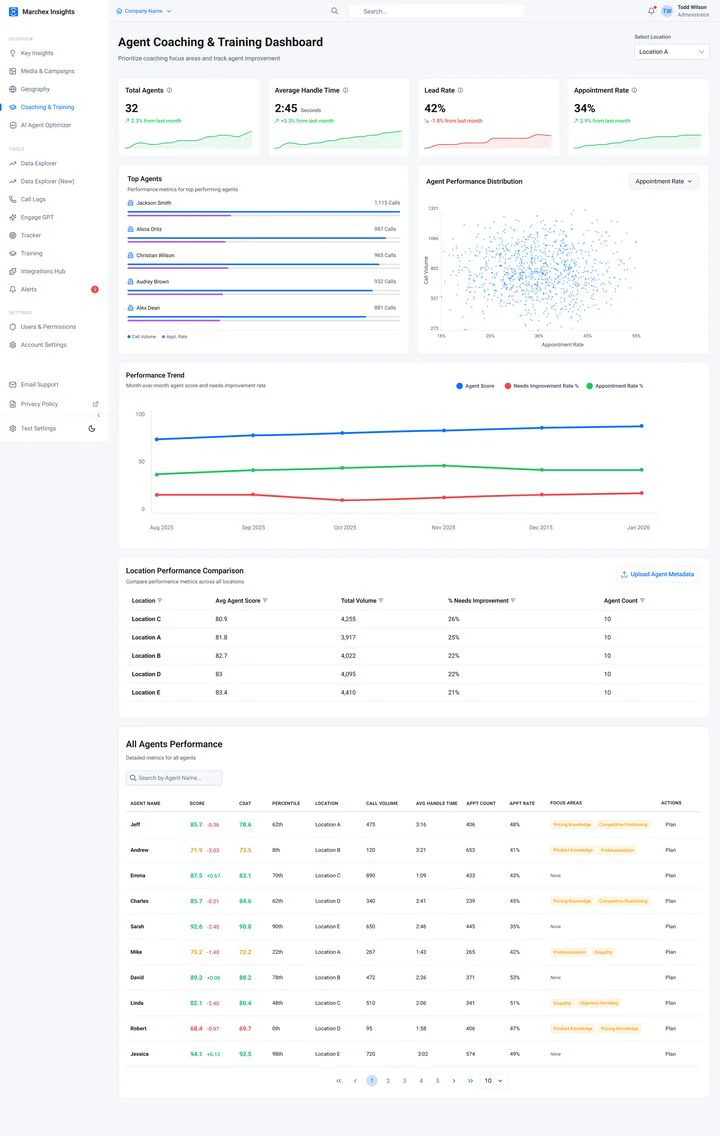 Marchex Insights
Company Name
Search...
TW
Todd Wilson
Administrator
OVERVIEW
Key Insights
Media & Campaigns
Geography
Coaching & Training
AI Agent Optimizer
TOOLS
Data Explorer
Data Explorer (New)
Call Logs
Engage GPT
Tracker
Training
Integrations Hub
Alerts
3
SETTINGS
Users & Permissions
Account Settings
Email Support
Privacy Policy
Test Settings
Agent Coaching & Training Dashboard
Prioritize coaching focus areas and track agent improvement
Select Location
Location A
Total Agents
32
2.3% from last month
Average Handle Time
2:45 Seconds
+5.3% from last month
Lead Rate
42%
-1.8% from last month
Appointment Rate
34%
2.9% from last month
Top Agents
Performance metrics for top performing agents
Jackson Smith 1,115 Calls
Alicia Ortiz 987 Calls
Christian Wilson 965 Calls
Audrey Brown 932 Calls
Alex Dean 881 Calls
Call Volume Appt. Rate
Agent Performance Distribution
Appointment Rate
Call Volume
1331
1066
802
537
273
16% 26% 36% 45% 55%
Appointment Rate
Performance Trend
Month-over-month agent score and needs improvement rate
Agent Score Needs Improvement Rate % Appointment Rate %
100
50
0
Aug 2025 Sep 2025 Oct 2025 Nov 2025 Dec 2015 Jan 2026
Location Performance Comparison
Compare performance metrics across all locations
Upload Agent Metadata
Location Avg Agent Score Total Volume % Needs Improvement Agent Count
Location C 80.9 4,255 26% 10
Location A 81.8 3,917 25% 10
Location B 82.7 4,022 22% 10
Location D 83 4,095 22% 10
Location E 83.4 4,410 21% 10
All Agents Performance
Detailed metrics for all agents
Search by Agent Name...
AGENT NAME SCORE CSAT PERCENTILE LOCATION CALL VOLUME AVG HANDLE TIME APPT COUNT APPT RATE FOCUS AREAS ACTIONS
Jeff 85.7 -0.36 78.6 62th Location A 475 3:16 406 48% Pricing Knowledge Competitive Positioning Plan
Andrew 71.9 -2.03 73.5 8th Location B 120 3:21 653 41% Product Knowledge Professionalism Plan
Emma 87.5 +0.67 83.1 70th Location C 890 1:09 433 43% None Plan
Charles 85.7 -0.21 84.6 62th Location D 340 2:41 239 45% Pricing Knowledge Competitive Positioning Plan
Sarah 92.6 -2.40 90.8 90th Location E 650 2:46 445 35% None Plan
Mike 75.2 -1.40 72.2 22th Location A 267 1:43 265 42% Professionalism Empathy Plan
David 89.3 +0.06 88.2 78th Location B 472 2:26 371 53% None Plan
Linda 82.1 -2.40 80.4 48th Location C 510 2:06 341 51% Empathy Objection Handling Plan
Robert 68.4 -0.97 69.7 0th Location D 95 1:58 406 47% Product Knowledge Pricing Knowledge Plan
Jessica 94.1 +0.12 92.5 98th Location E 720 3:02 574 49% None Plan
1 2 3 4 5 10